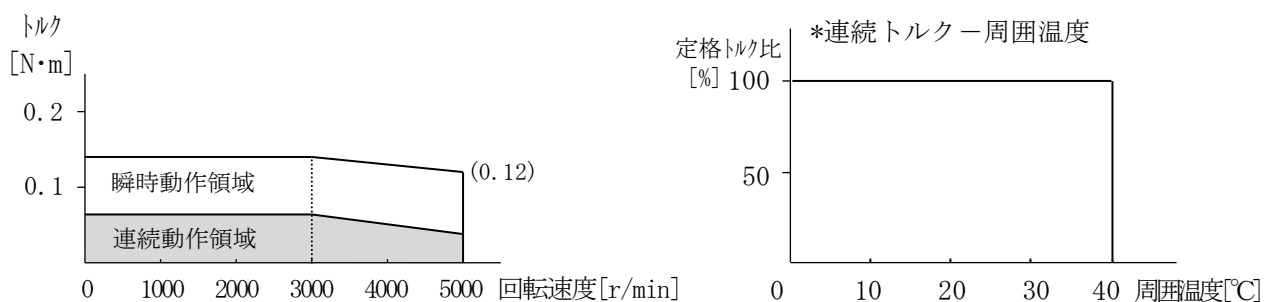 トルク
[N・m]
0.2
0.1
瞬時動作領域
連続動作領域
(0.12)
0 1000 2000 3000 4000 5000 回転速度[r/min]
*連続トルク－周囲温度
定格トルク比
[%] 100
50
0 10 20 30 40 周囲温度[℃]